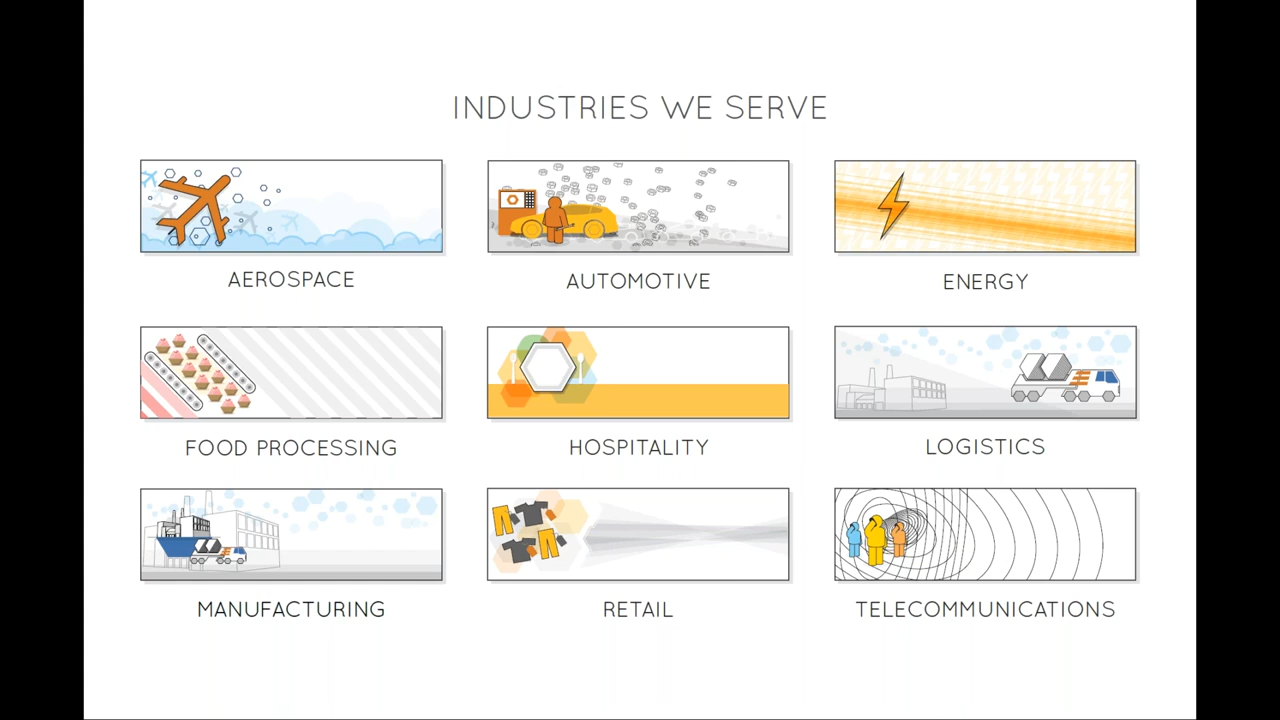 INDUSTRIES WE SERVE
AEROSPACE
AUTOMOTIVE
ENERGY
FOOD PROCESSING
HOSPITALITY
LOGISTICS
MANUFACTURING
RETAIL
TELECOMMUNICATIONS